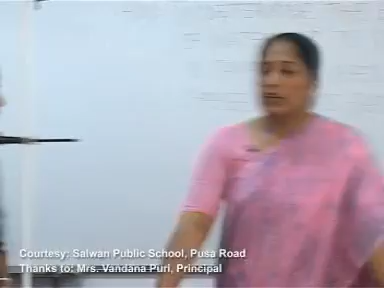 Courtesy: Salwan Public School, Pusa Road
Thanks to: Mrs. Vandana Puri, Principal